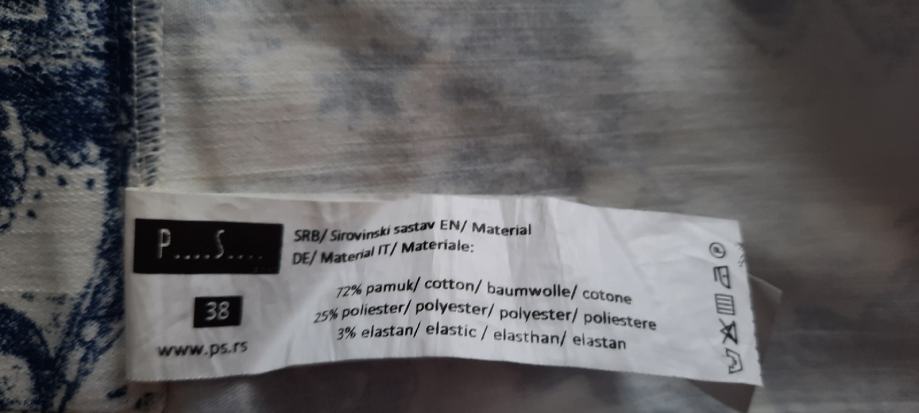 P....S....
38
www.ps.rs
SRB/ Sirovinski sastav EN/ Material
DE/ Material IT/ Materiale:
72% pamuk/ cotton/ baumwolle/ cotone
25% poliester/ polyester/ polyester/ poliestere
3% elastan/ elastic / elasthan/ elastan